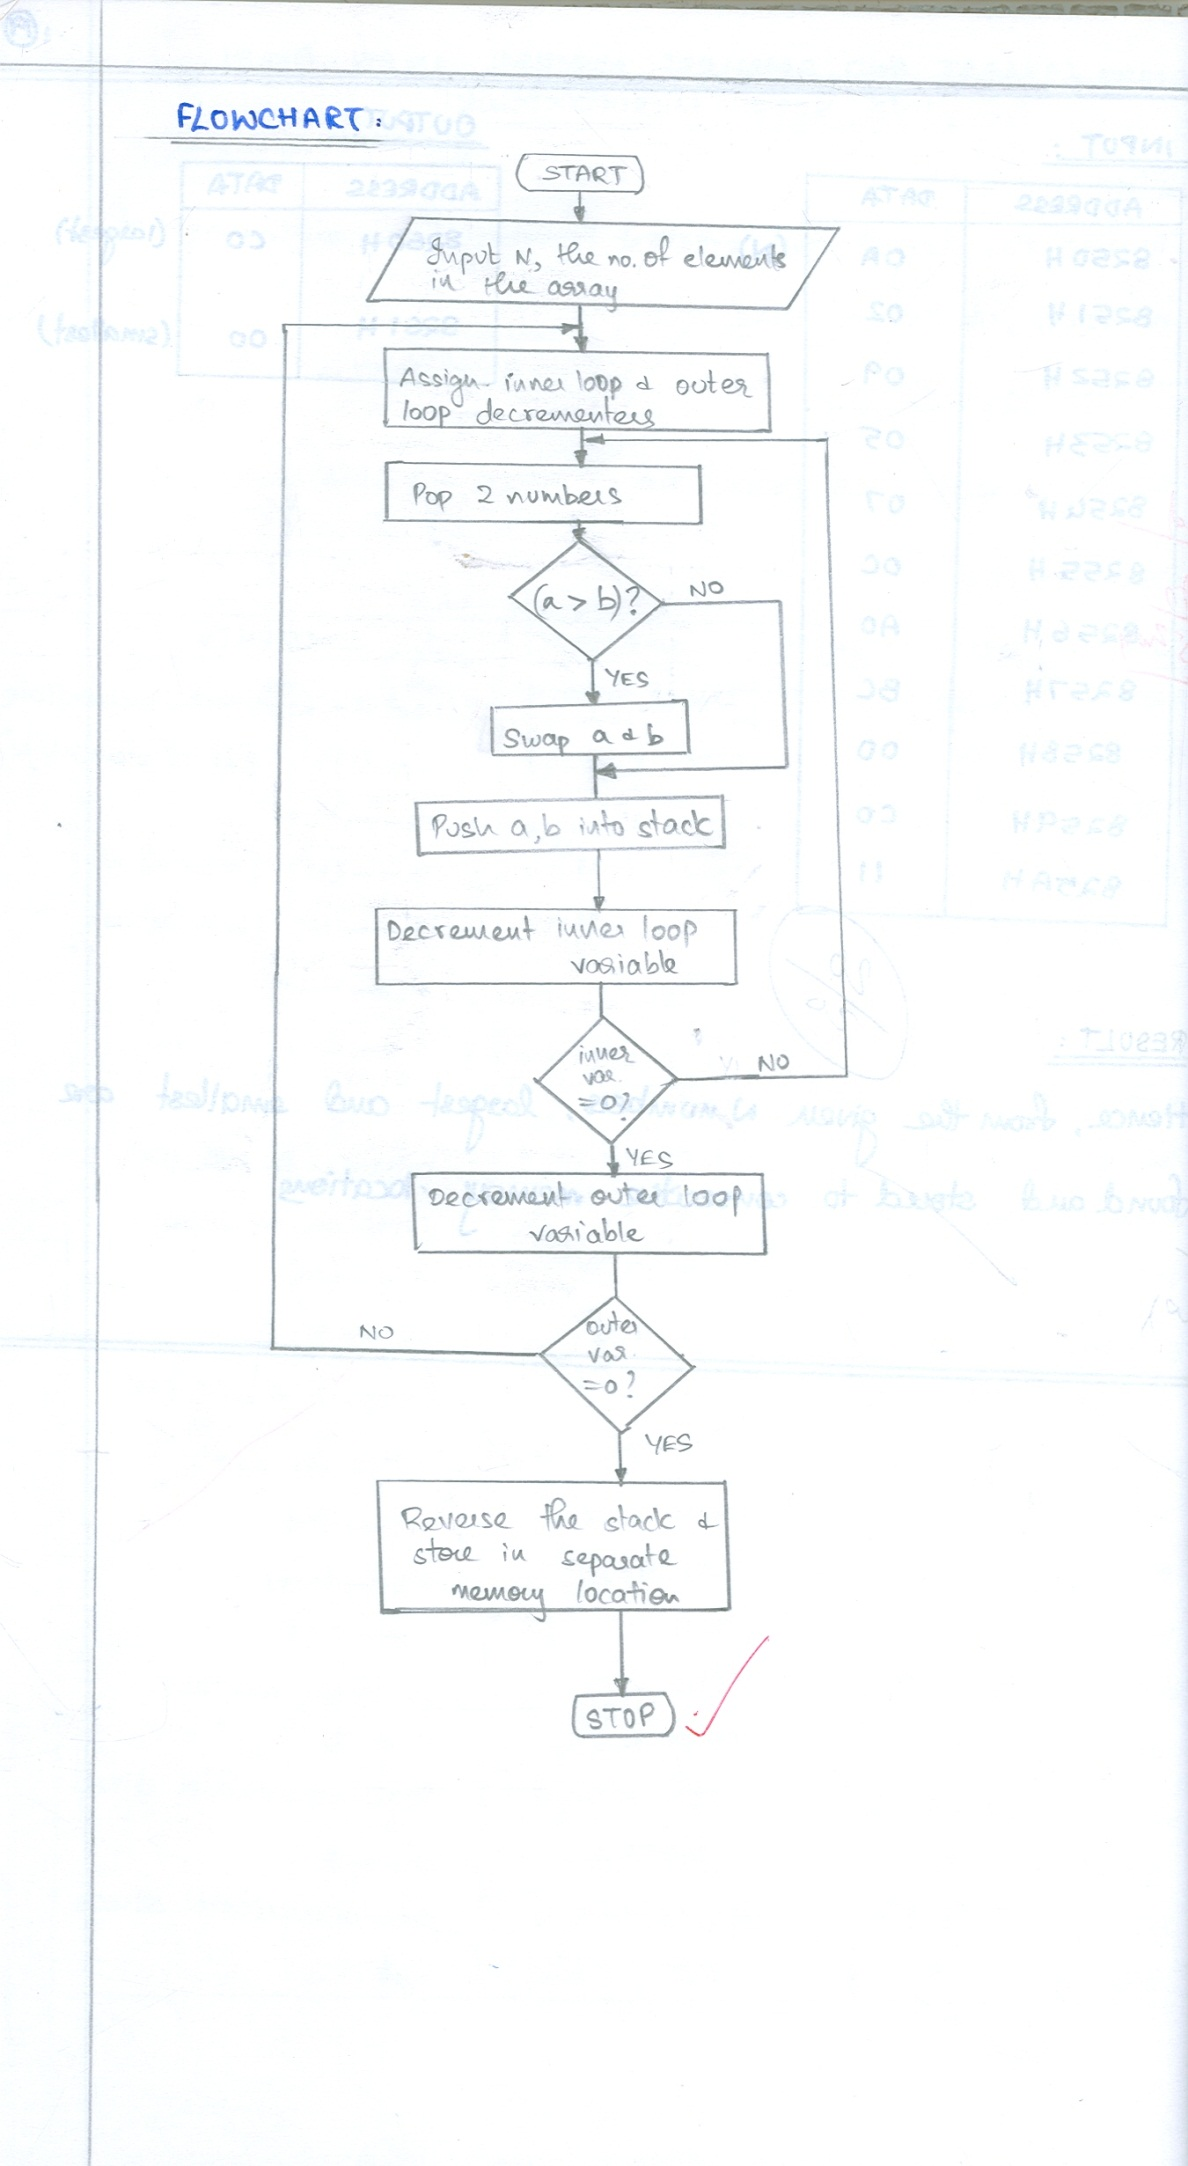 FLOWCHART:
START
Input N, the no. of elements
in the array
Assign inner loop & outer
loop decrementers
Pop 2 numbers
(a > b)?
NO
YES
Swap a & b
Push a,b into stack
Decrement inner loop
variable
inner
var.
=0?
NO
YES
Decrement outer loop
variable
outer
var.
=0?
NO
YES
Reverse the stack &
store in separate
memory location
STOP